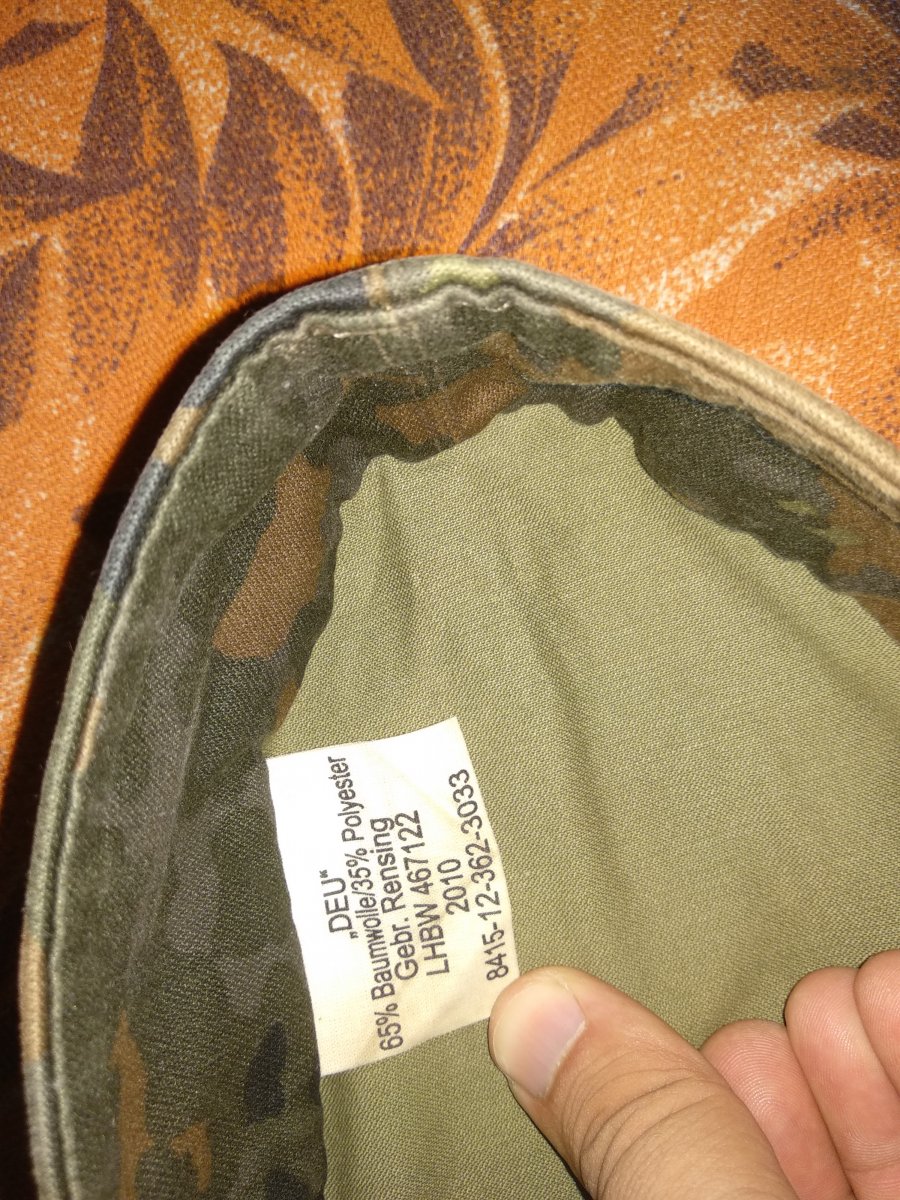 „DEU“
65% Baumwolle/35% Polyester
Gebr. Rensing
LHBW 467122
2010
8415-12-362-3033